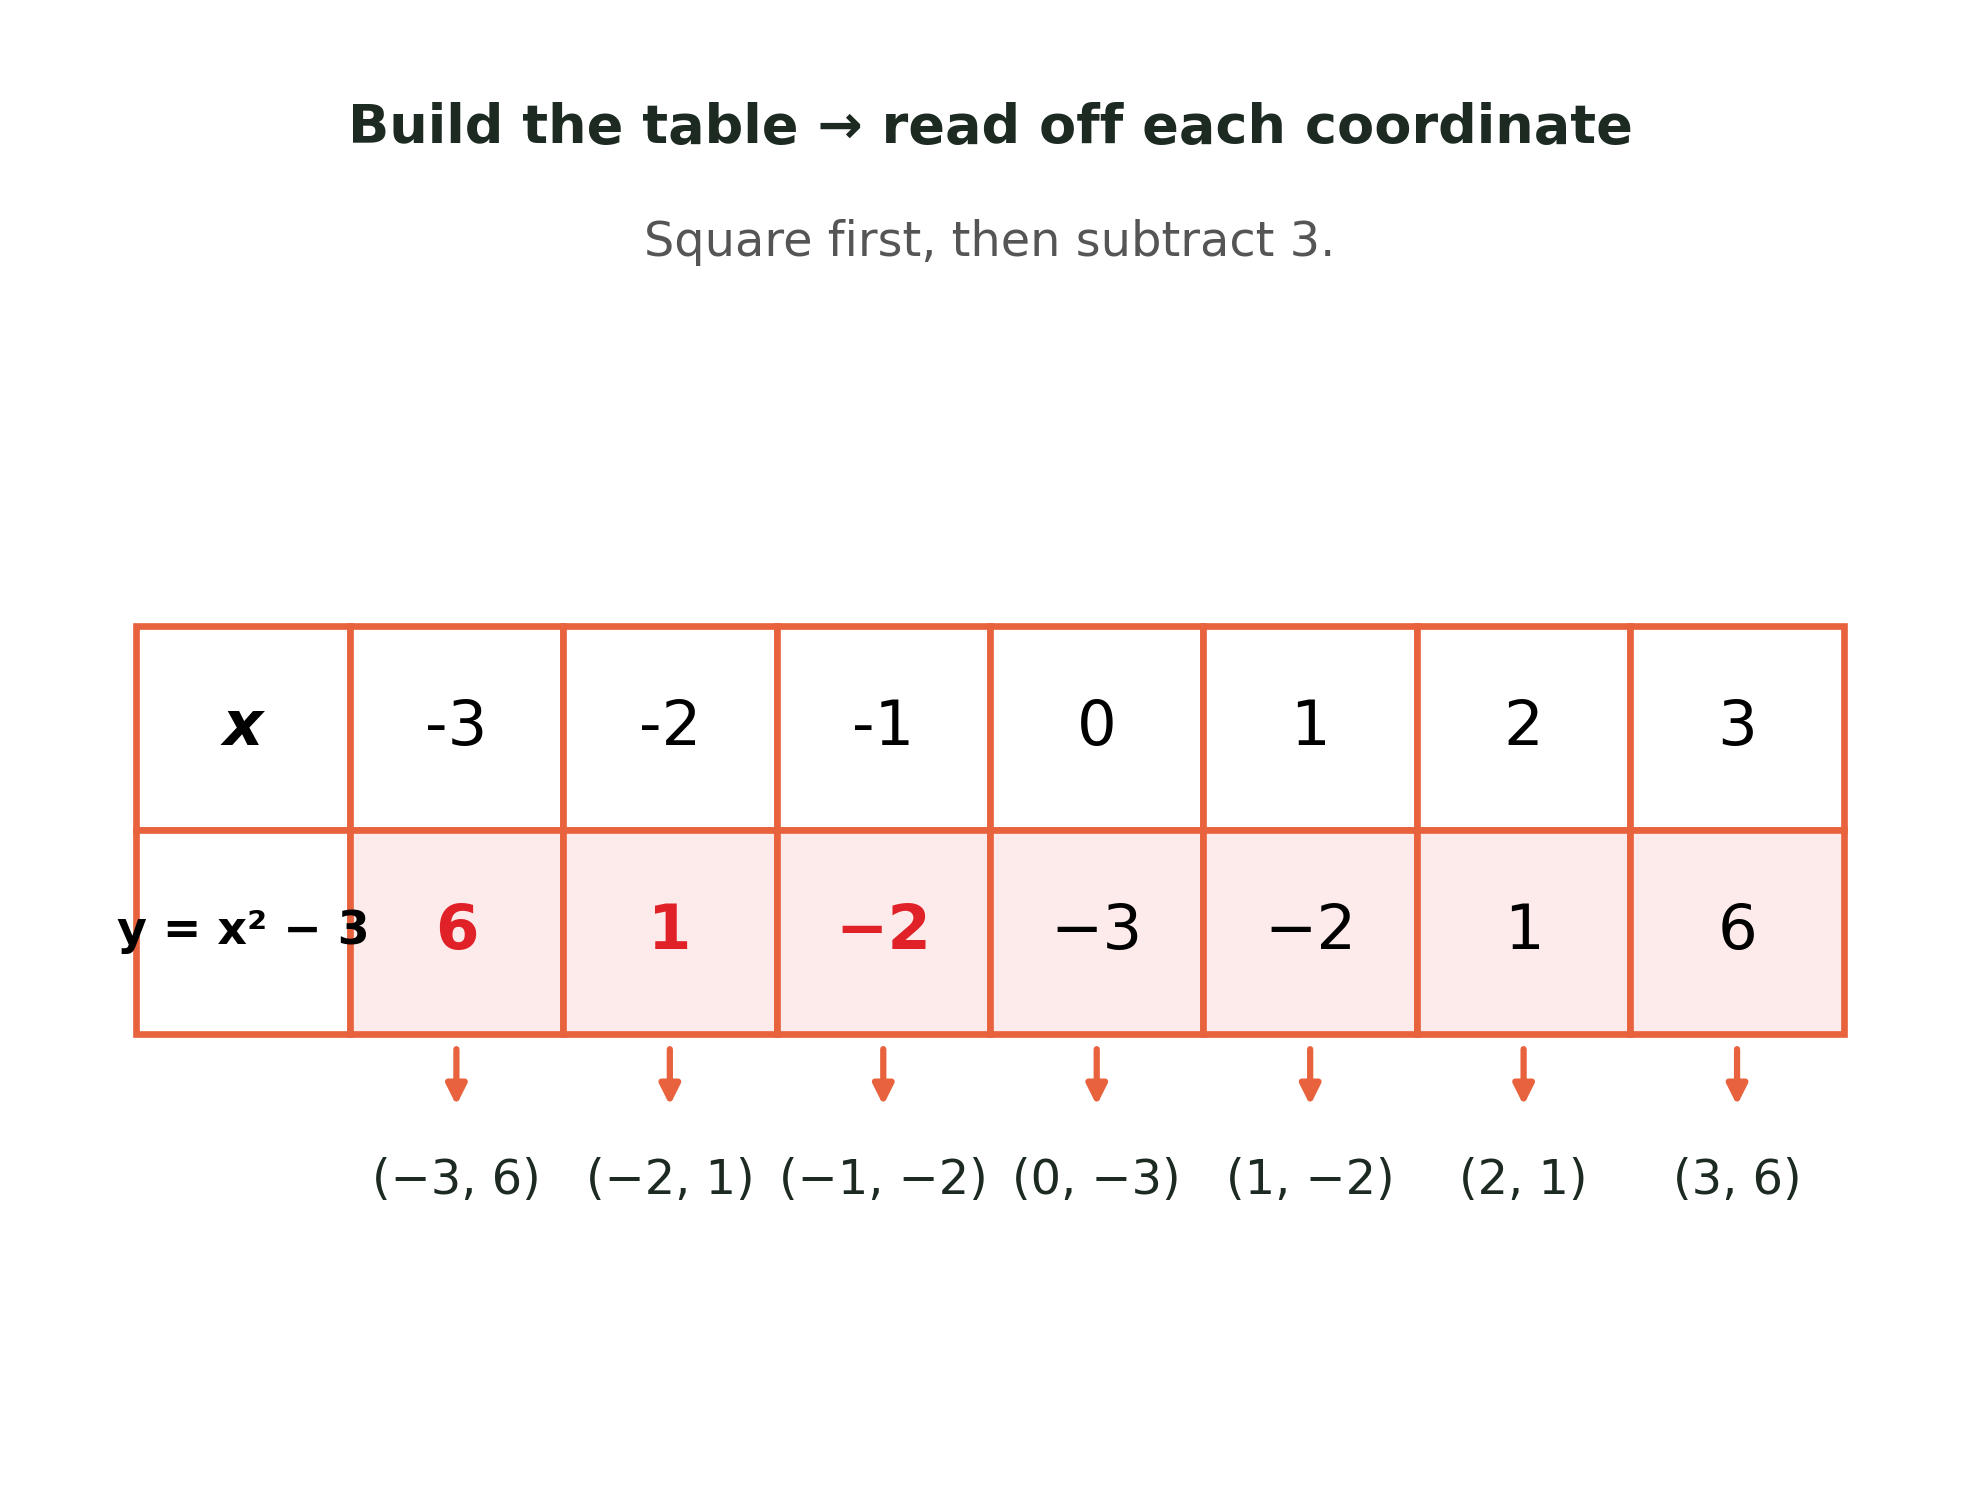 Build the table → read off each coordinate
Square first, then subtract 3.
x -3 -2 -1 0 1 2 3
y = x² − 3 6 1 −2 −3 −2 1 6
(−3, 6) (−2, 1) (−1, −2) (0, −3) (1, −2) (2, 1) (3, 6)